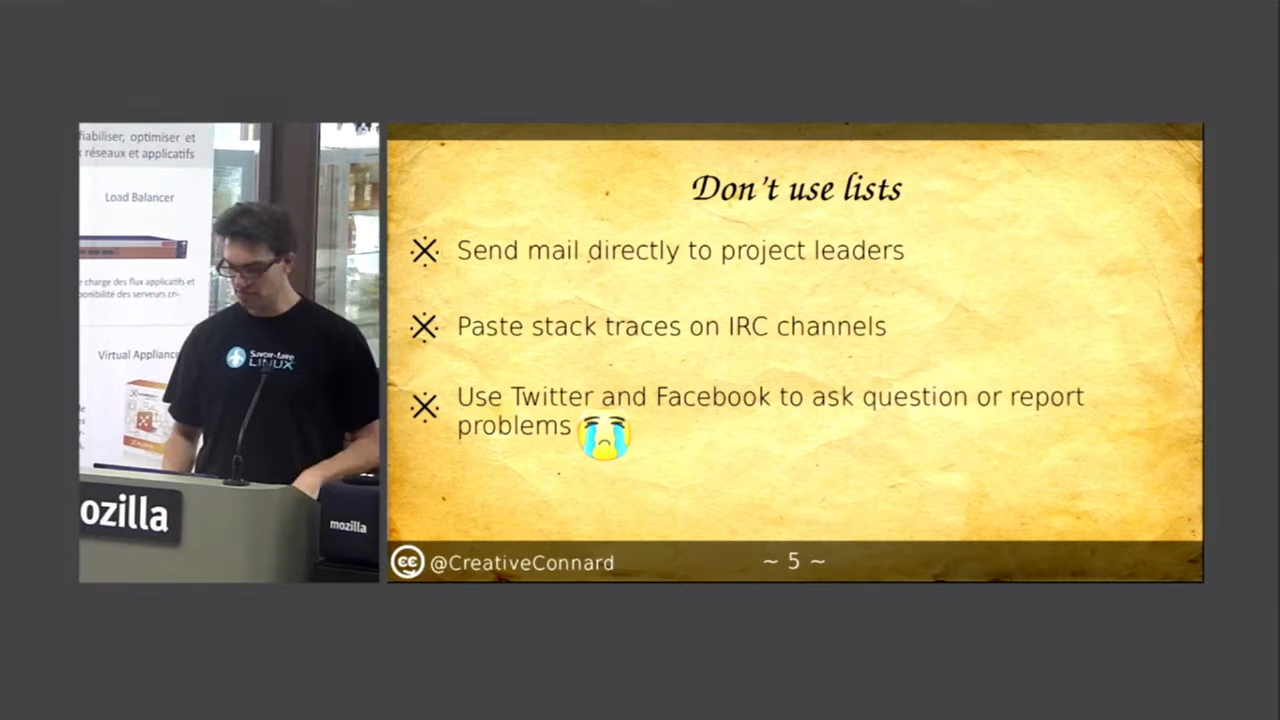 fiabiliser, optimiser et
réseaux et applicatifs
Load Balancer
charge des flux applicatifs et
ponibilité des serveurs cri-
Virtual Appliance
Savoir-faire
LINUX
ozilla
mozilla
Don't use lists
※ Send mail directly to project leaders
※ Paste stack traces on IRC channels
※ Use Twitter and Facebook to ask question or report
problems 😭
@CreativeConnard
~ 5 ~